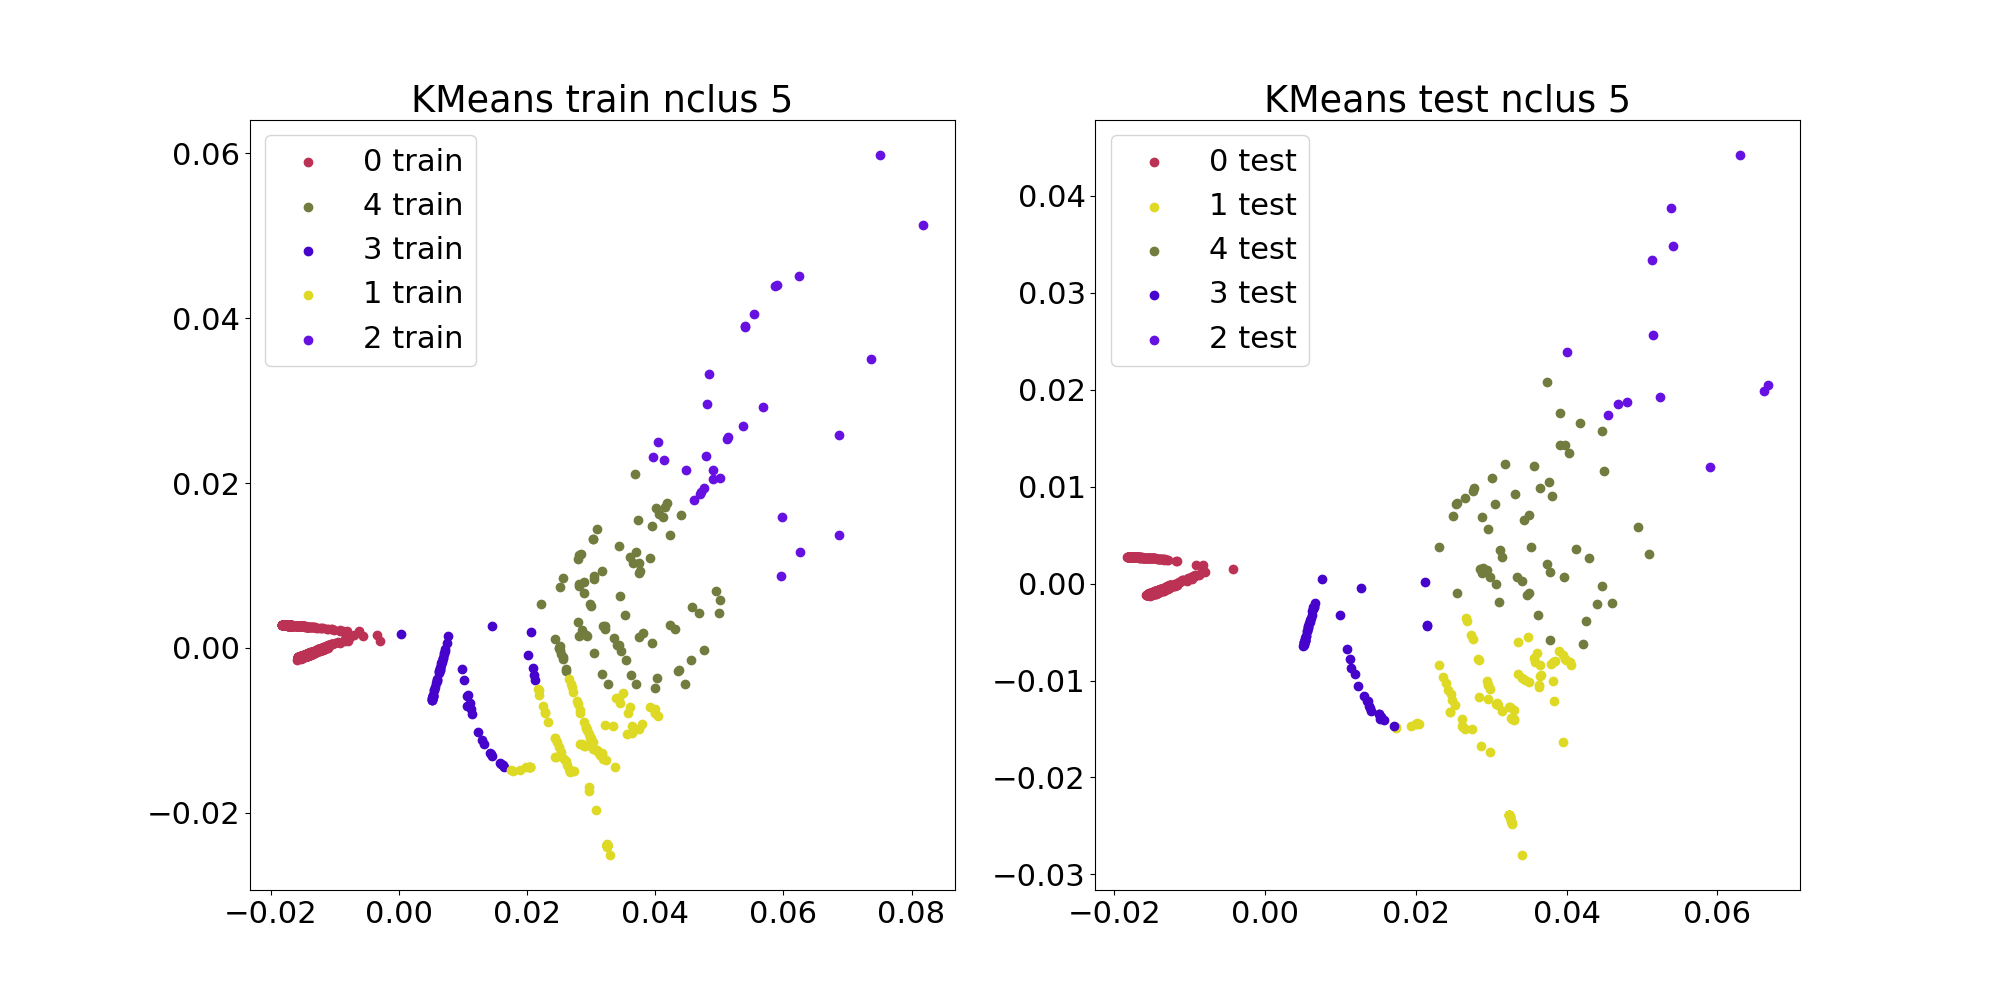 KMeans train nclus 5
0.06
0.04
0.02
0.00
−0.02
−0.02 0.00 0.02 0.04 0.06 0.08
0 train
4 train
3 train
1 train
2 train
KMeans test nclus 5
0.04
0.03
0.02
0.01
0.00
−0.01
−0.02
−0.03
−0.02 0.00 0.02 0.04 0.06
0 test
1 test
4 test
3 test
2 test